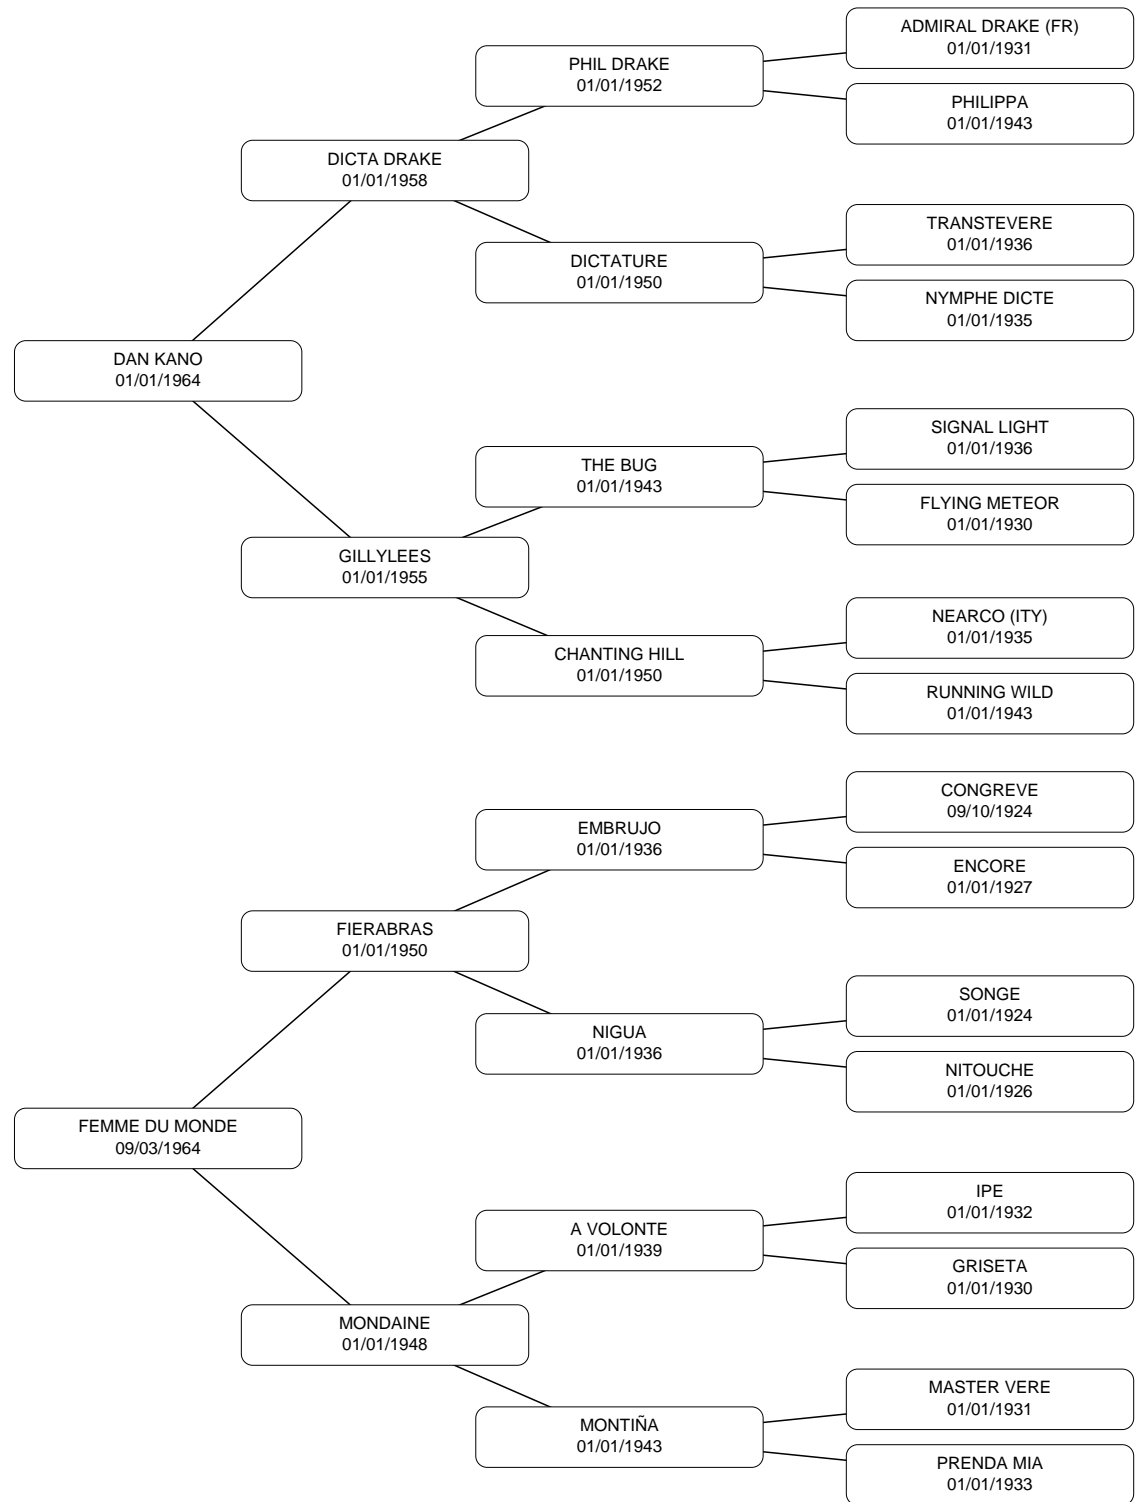 ADMIRAL DRAKE (FR)
01/01/1931
PHIL DRAKE
01/01/1952
PHILIPPA
01/01/1943
DICTA DRAKE
01/01/1958
TRANSTEVERE
01/01/1936
DICTATURE
01/01/1950
NYMPHE DICTE
01/01/1935
DAN KANO
01/01/1964
SIGNAL LIGHT
01/01/1936
THE BUG
01/01/1943
FLYING METEOR
01/01/1930
GILLYLEES
01/01/1955
NEARCO (ITY)
01/01/1935
CHANTING HILL
01/01/1950
RUNNING WILD
01/01/1943
CONGREVE
09/10/1924
EMBRUJO
01/01/1936
ENCORE
01/01/1927
FIERABRAS
01/01/1950
SONGE
01/01/1924
NIGUA
01/01/1936
NITOUCHE
01/01/1926
FEMME DU MONDE
09/03/1964
IPE
01/01/1932
A VOLONTE
01/01/1939
GRISETA
01/01/1930
MONDAINE
01/01/1948
MASTER VERE
01/01/1931
MONTIÑA
01/01/1943
PRENDA MIA
01/01/1933